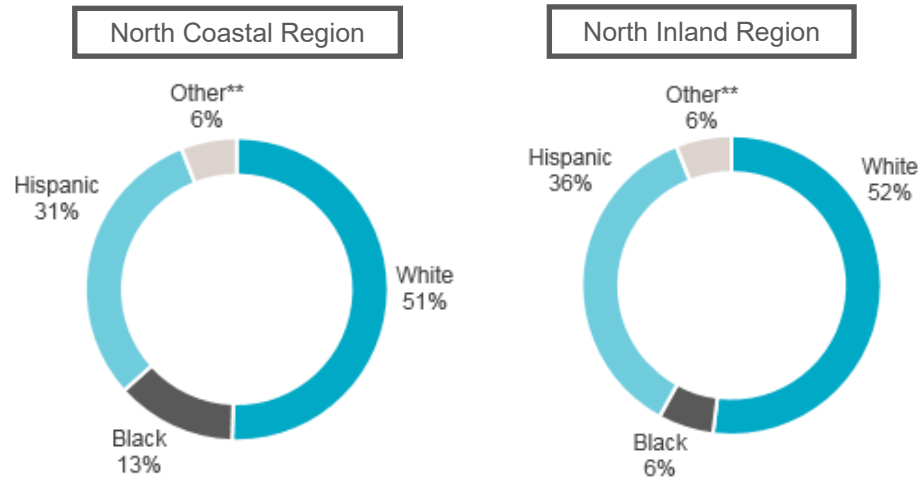 North Coastal Region
Other**
6%
Hispanic
31%
White
51%
Black
13%
North Inland Region
Other**
6%
Hispanic
36%
White
52%
Black
6%